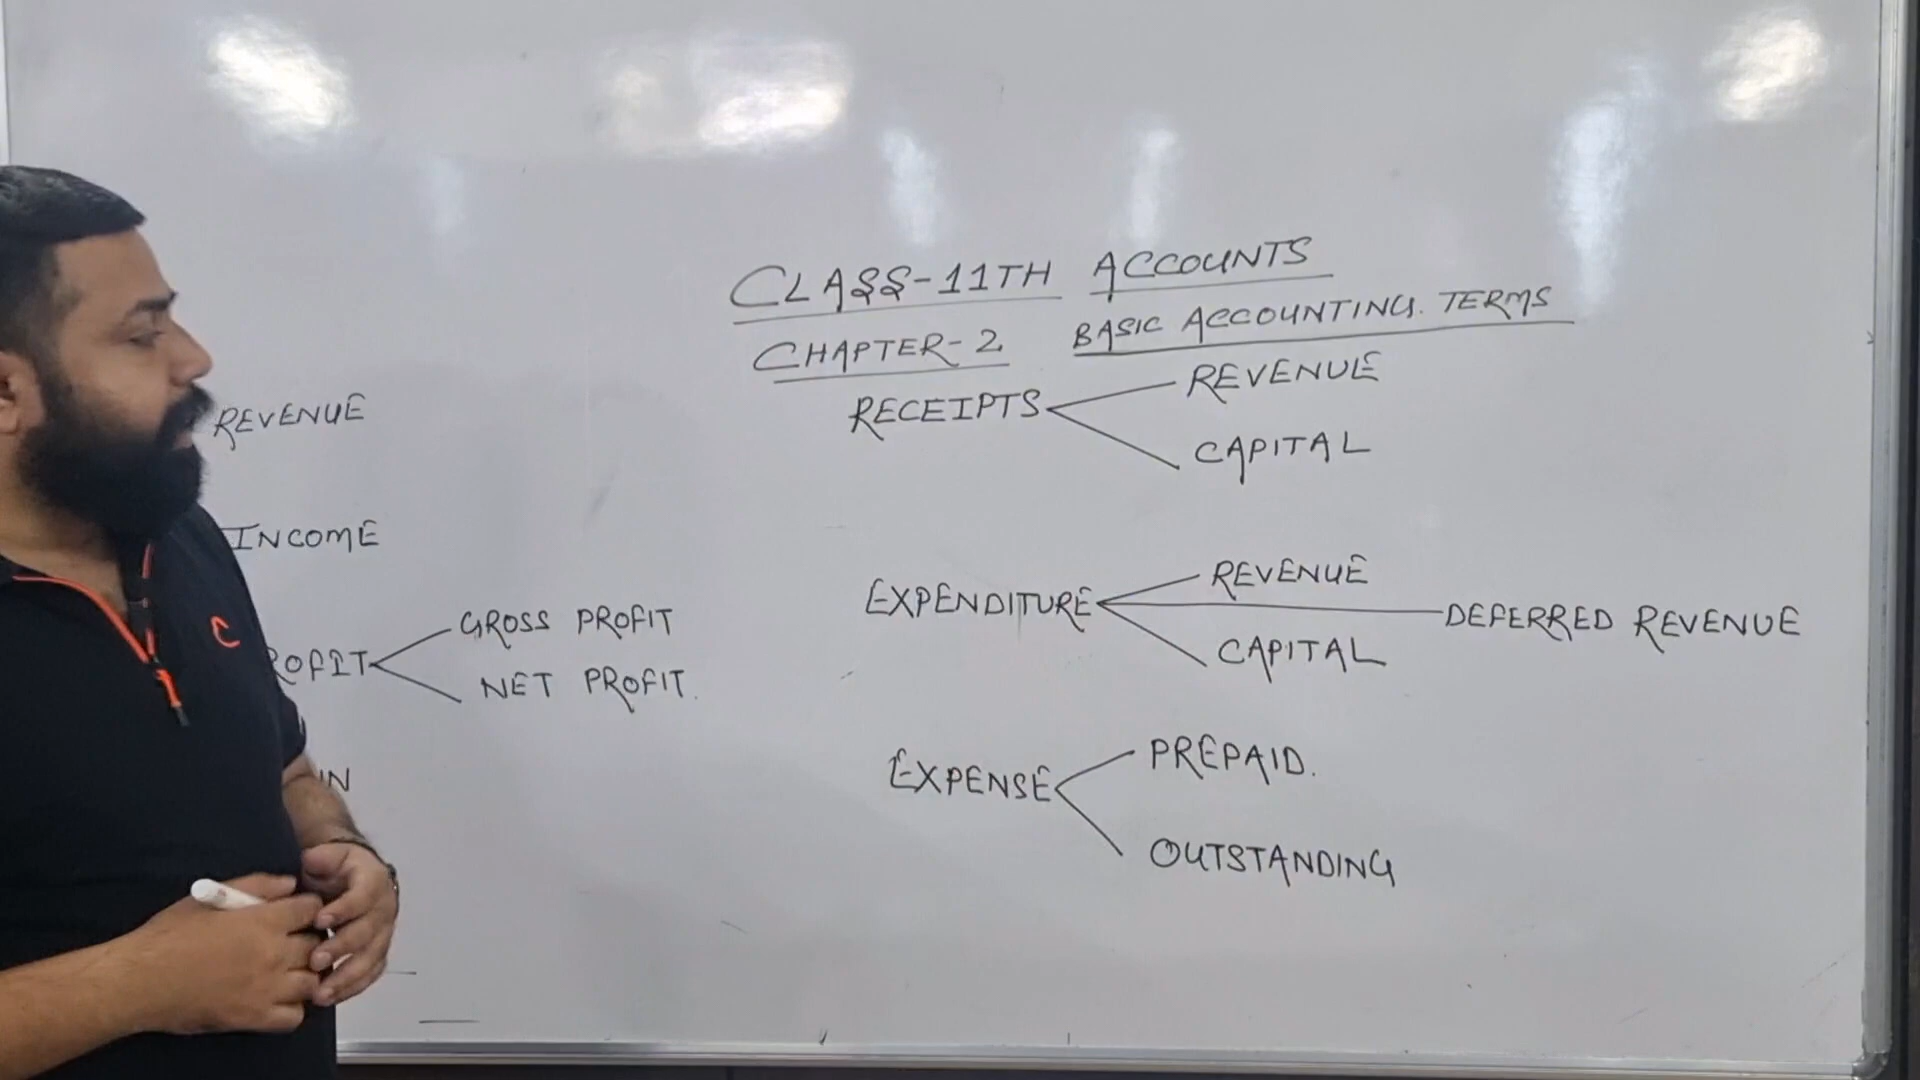 CLASS-11TH ACCOUNTS
CHAPTER-2 BASIC ACCOUNTING. TERMS
REVENUE
INCOME
GROSS PROFIT
NET PROFIT.
RECEIPTS
REVENUE
CAPITAL
EXPENDITURE
REVENUE
DEFERRED REVENUE
CAPITAL
EXPENSE
PREPAID.
OUTSTANDING
C